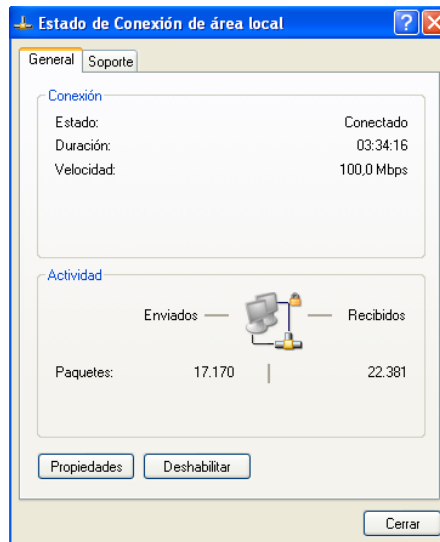 Estado de Conexión de área local
General Soporte
Conexión
Estado: Conectado
Duración: 03:34:16
Velocidad: 100,0 Mbps
Actividad
Enviados Recibidos
Paquetes: 17.170 22.381
Propiedades Deshabilitar
Cerrar